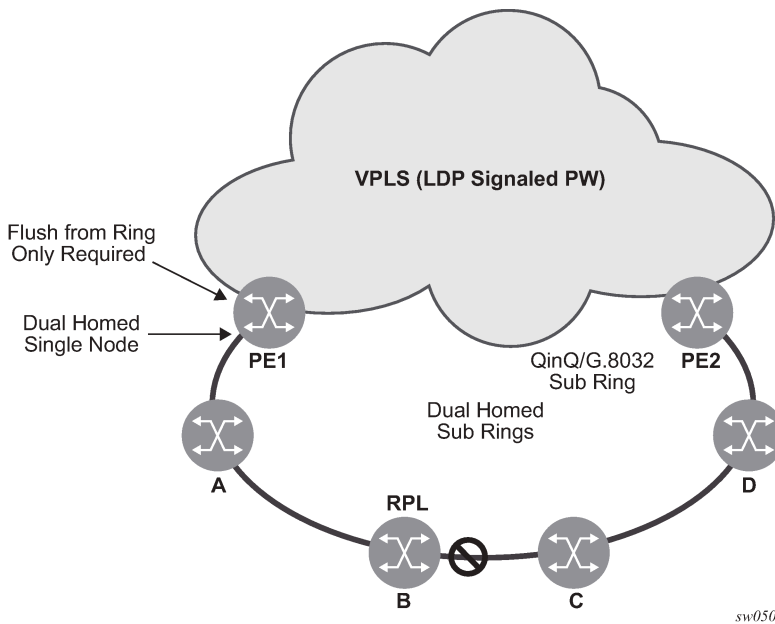 VPLS (LDP Signaled PW)
Flush from Ring
Only Required
Dual Homed
Single Node
PE1
QinQ/G.8032
Sub Ring
PE2
Dual Homed
Sub Rings
A
D
RPL
B
C
sw050